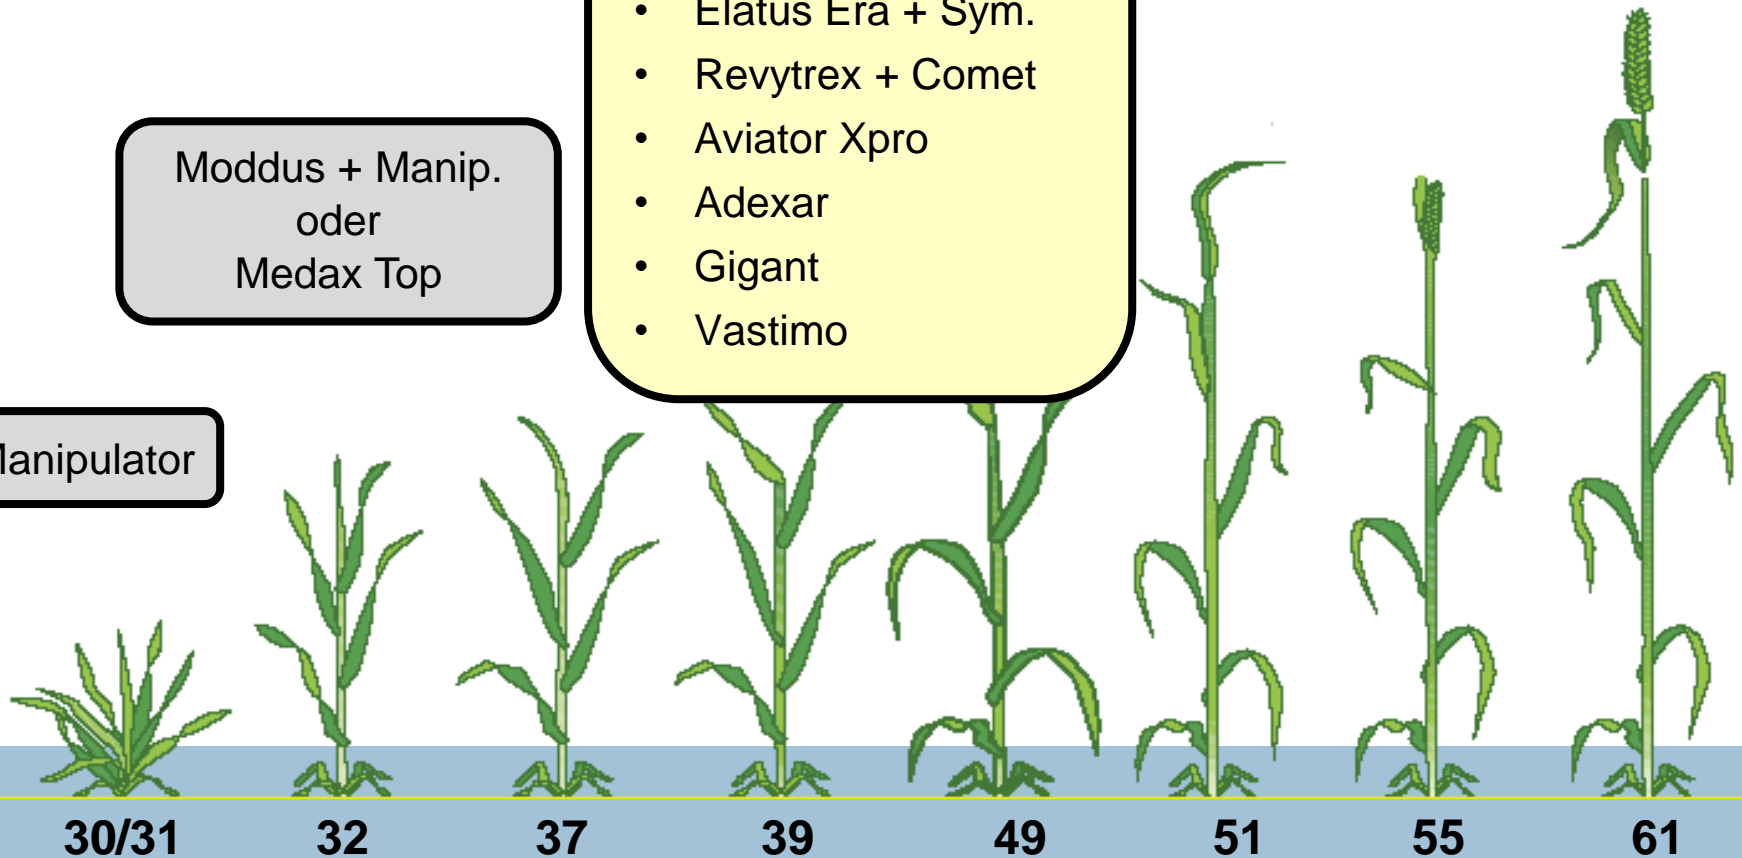 • Elatus Era + Sym.
• Revytrex + Comet
• Aviator Xpro
• Adexar
• Gigant
• Vastimo
Moddus + Manip.
oder
Medax Top
Manipulator
30/31 32 37 39 49 51 55 61